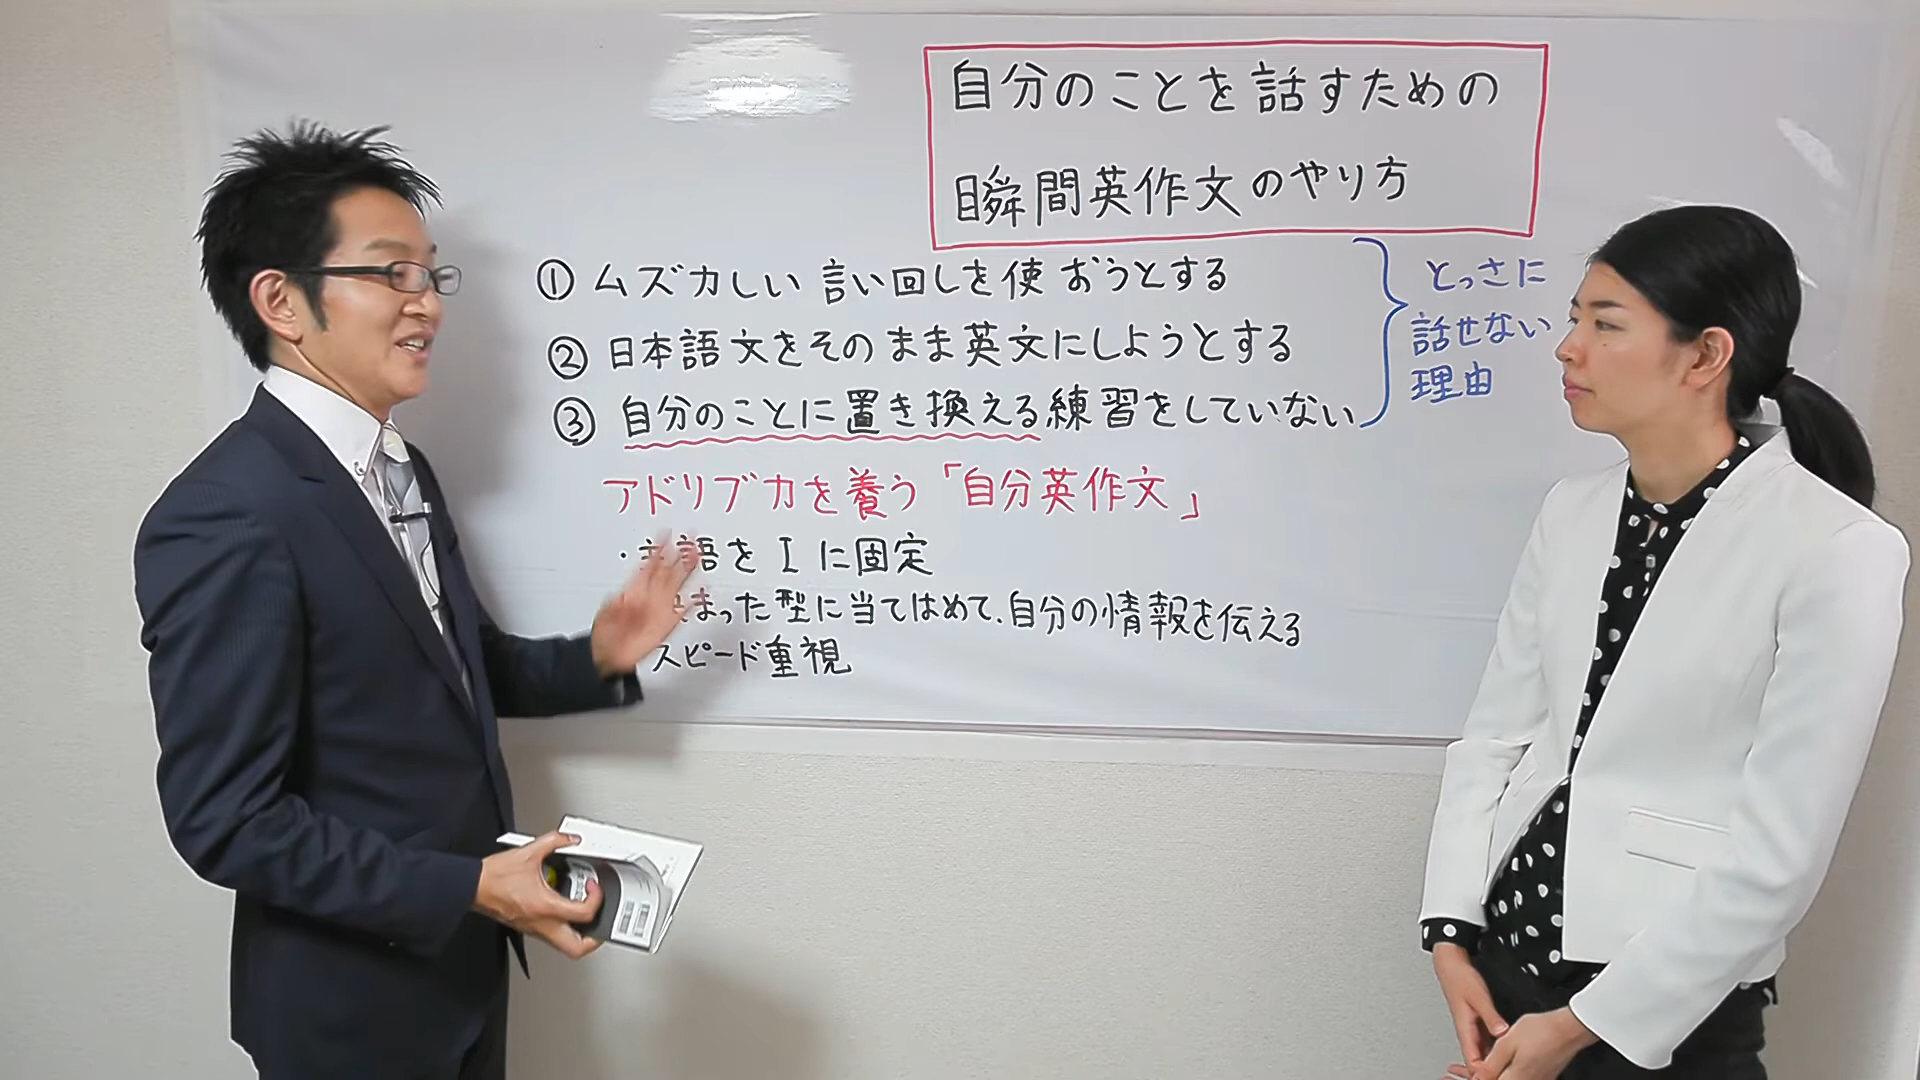 自分のことを話すための
瞬間英作文のやり方
① ムズカしい言い回しを使おうとする
② 日本語文をそのまま英文にしようとする
③ 自分のことに置き換える練習をしていない
とっさに
話せない
理由
アドリブ力を養う「自分英作文」
・主語を I に固定
まった型に当てはめて、自分の情報を伝える
スピード重視